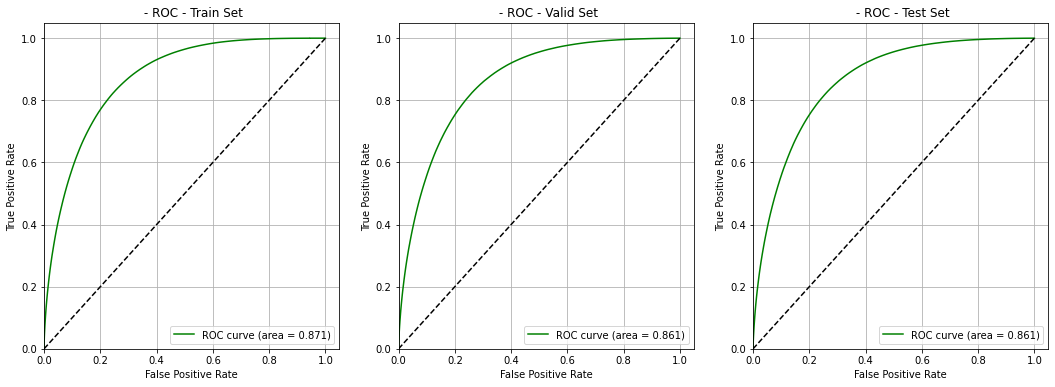 - ROC - Train Set
1.0
0.8
0.6
0.4
0.2
0.0
True Positive Rate
ROC curve (area = 0.871)
0.0 0.2 0.4 0.6 0.8 1.0
False Positive Rate
- ROC - Valid Set
1.0
0.8
0.6
0.4
0.2
0.0
True Positive Rate
ROC curve (area = 0.861)
0.0 0.2 0.4 0.6 0.8 1.0
False Positive Rate
- ROC - Test Set
1.0
0.8
0.6
0.4
0.2
0.0
True Positive Rate
ROC curve (area = 0.861)
0.0 0.2 0.4 0.6 0.8 1.0
False Positive Rate